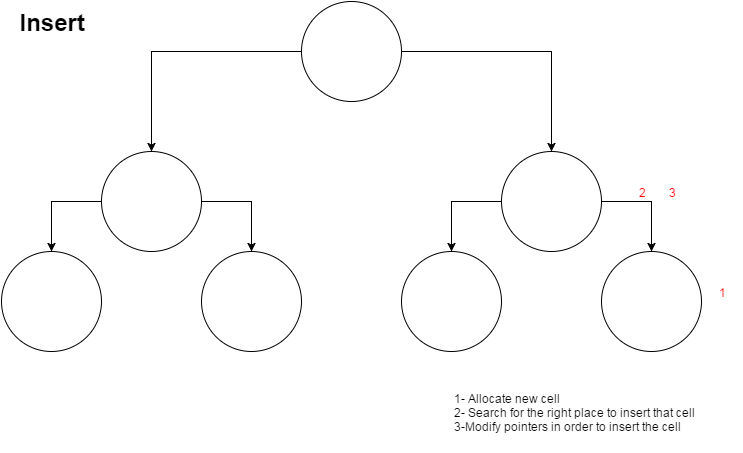 Insert
2 3
1
1- Allocate new cell
2- Search for the right place to insert that cell
3-Modify pointers in order to insert the cell